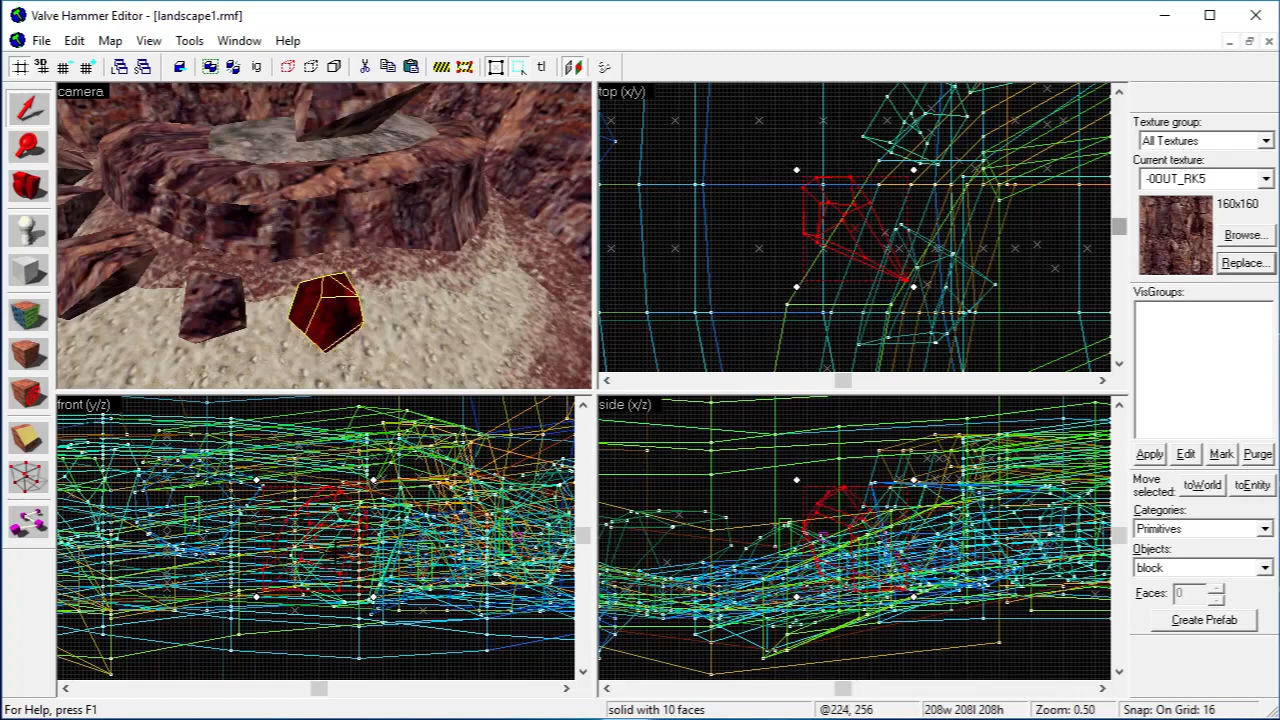 Valve Hammer Editor - [landscape1.rmf]
File Edit Map View Tools Window Help
3D
ig
tl
camera
top (x/y)
front (y/z)
side (x/z)
Texture group:
All Textures
Current texture:
-0OUT_RK5
160x160
Browse...
Replace...
VisGroups:
Apply Edit Mark Purge
Move selected: toWorld toEntity
Categories:
Primitives
Objects:
block
Faces: 0
Create Prefab
For Help, press F1
solid with 10 faces
@224, 256
208w 208l 208h
Zoom: 0.50
Snap: On Grid: 16